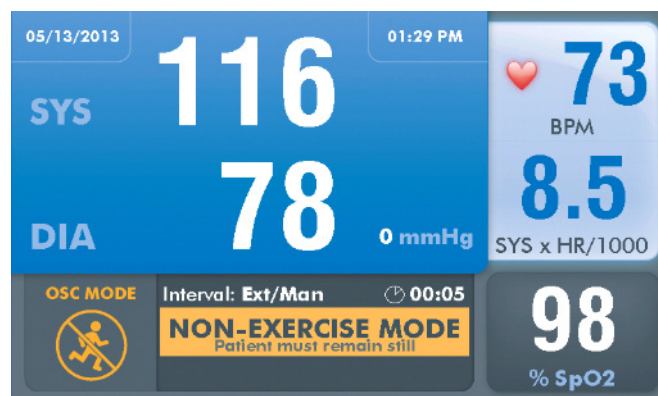 05/13/2013
01:29 PM
SYS 116
DIA 78
0 mmHg
73
BPM
8.5
SYS x HR/1000
OSC MODE
Interval: Ext/Man 00:05
NON-EXERCISE MODE
Patient must remain still
98
% SpO2